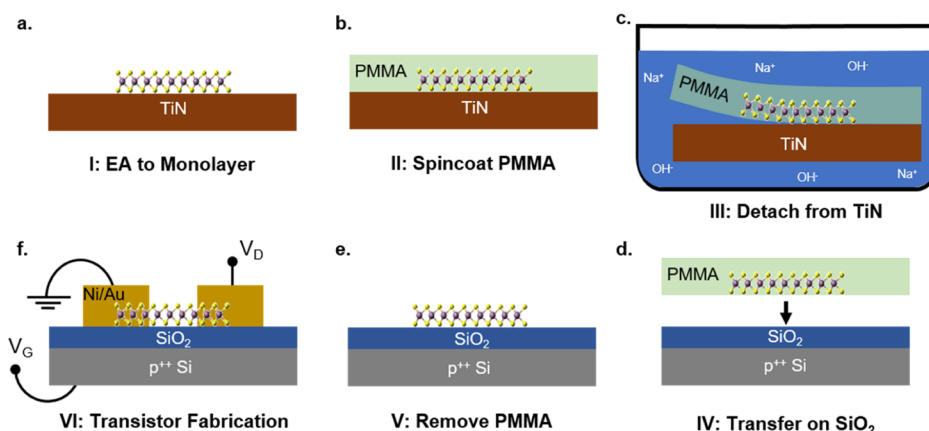 a.
TiN
I: EA to Monolayer
b.
PMMA
TiN
II: Spincoat PMMA
c.
Na⁺
Na⁺
OH⁻
PMMA
TiN
OH⁻
OH⁻
Na⁺
III: Detach from TiN
f.
V_D
Ni/Au
SiO₂
V_G
p⁺⁺ Si
VI: Transistor Fabrication
e.
SiO₂
p⁺⁺ Si
V: Remove PMMA
d.
PMMA
SiO₂
p⁺⁺ Si
IV: Transfer on SiO₂